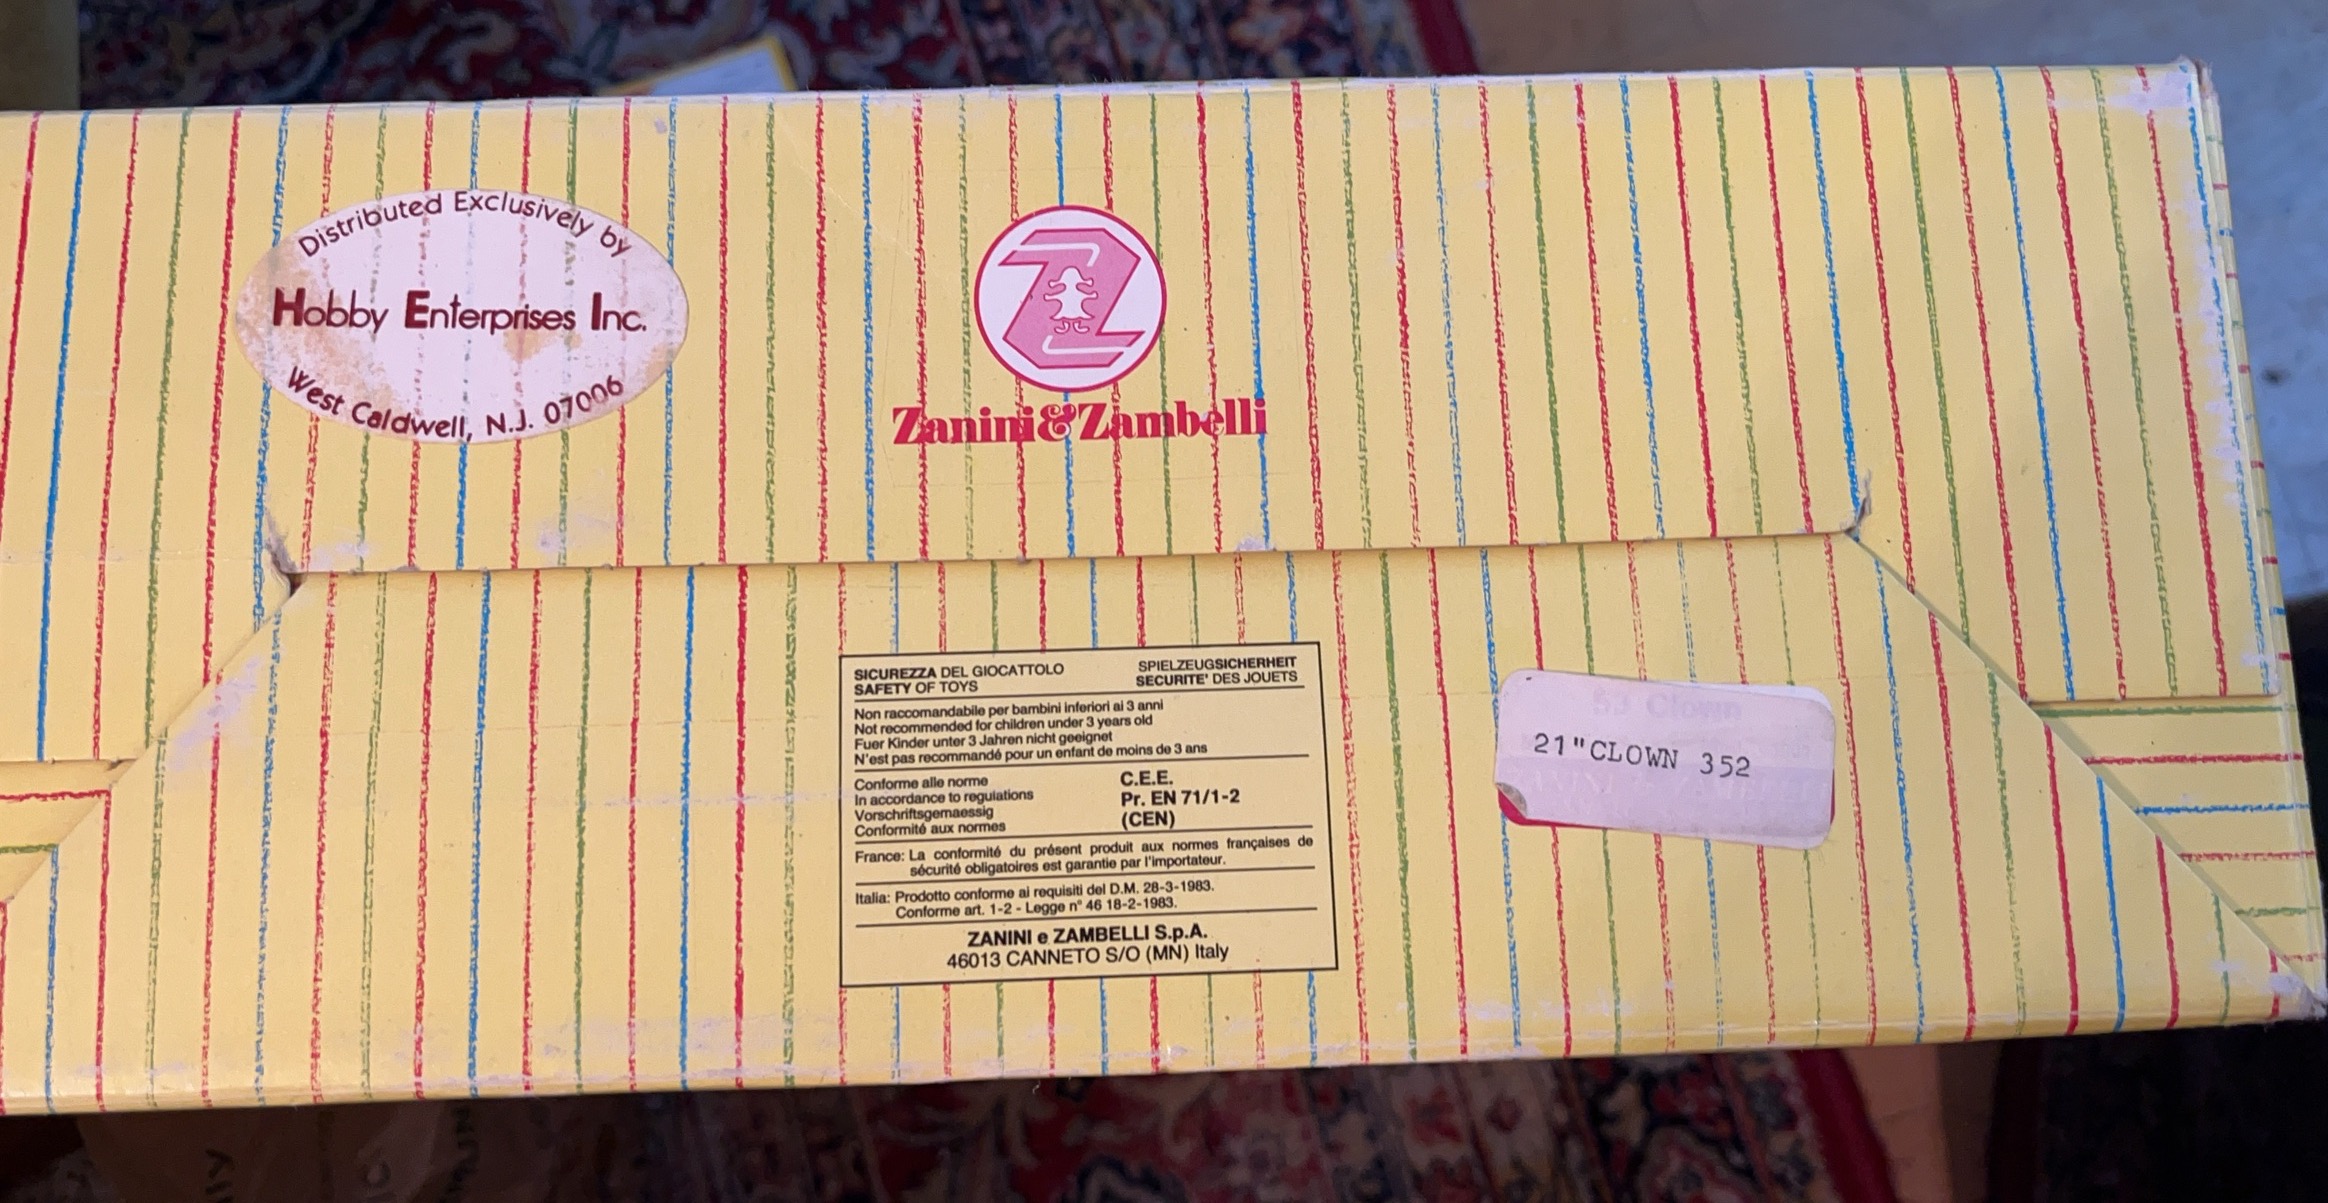 Distributed Exclusively by
Hobby Enterprises Inc.
West Caldwell, N.J. 07006
Zanini&Zambelli
SICUREZZA DEL GIOCATTOLO
SAFETY OF TOYS
SPIELZEUGSICHERHEIT
SECURITE' DES JOUETS
Non raccomandabile per bambini inferiori ai 3 anni
Not recommended for children under 3 years old
Fuer Kinder unter 3 Jahren nicht geeignet
N'est pas recommandé pour un enfant de moins de 3 ans
Conforme alle norme
In accordance to regulations
Vorschriftsgemaessig
Conformité aux normes
C.E.E.
Pr. EN 71/1-2
(CEN)
France: La conformité du présent produit aux normes françaises de
sécurité obligatoires est garantie par l'importateur.
Italia: Prodotto conforme ai requisiti del D.M. 28-3-1983.
Conforme art. 1-2 - Legge n° 46 18-2-1983.
ZANINI e ZAMBELLI S.p.A.
46013 CANNETO S/O (MN) Italy
53 Clown
21"CLOWN 352